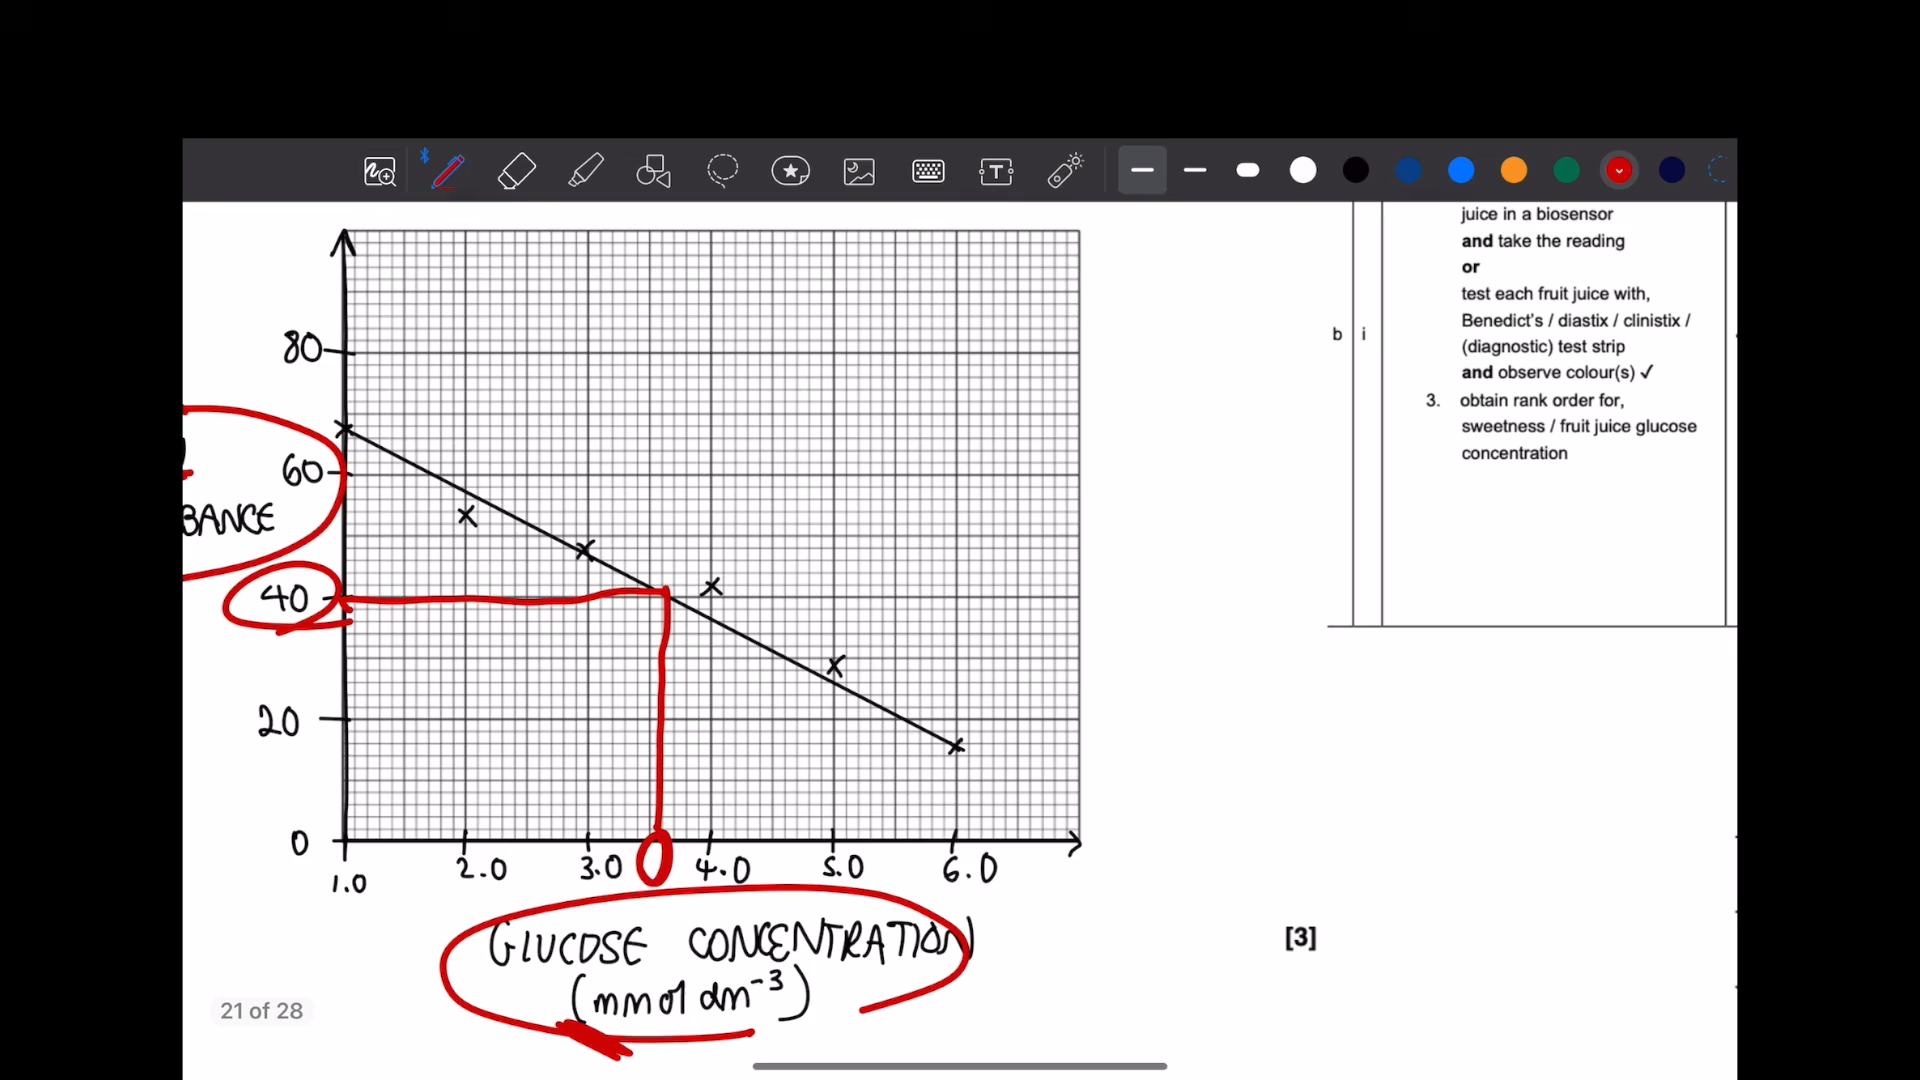 80
60
BANCE
40
20
0
1.0
2.0
3.0
4.0
5.0
6.0
GLUCOSE CONCENTRATION
(mmol dm⁻³)
21 of 28
[3]
b
i
juice in a biosensor
and take the reading
or
test each fruit juice with,
Benedict's / diastix / clinistix /
(diagnostic) test strip
and observe colour(s) ✓
3. obtain rank order for,
sweetness / fruit juice glucose
concentration